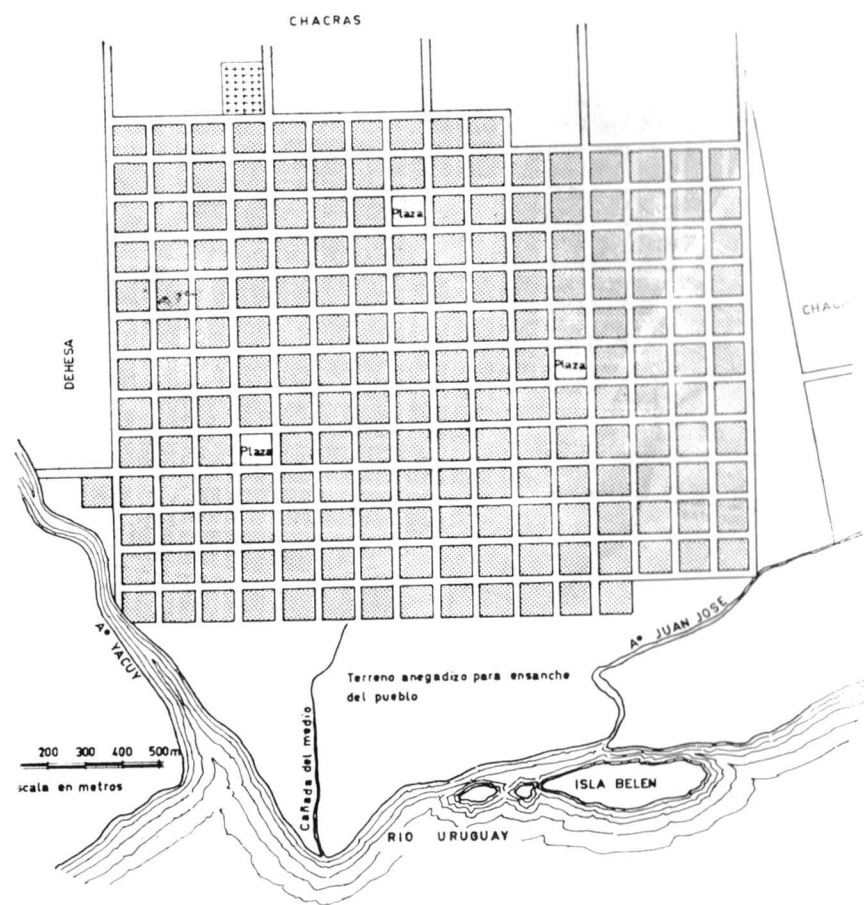 CHACRAS
Plaza
DEHESA
Plaza
Plaza
Aº YACUY
Aº JUAN JOSE
Terreno anegadizo para ensanche
del pueblo
Cañada del medio
200 300 400 500m
scala en metros
ISLA BELEN
RIO URUGUAY